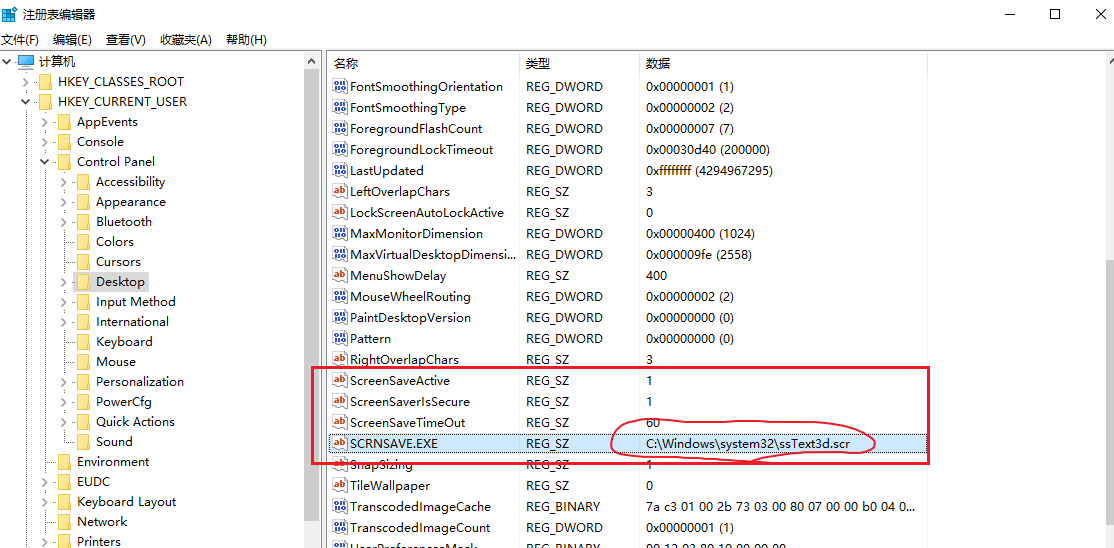 注册表编辑器
文件(F) 编辑(E) 查看(V) 收藏夹(A) 帮助(H)
计算机
HKEY_CLASSES_ROOT
HKEY_CURRENT_USER
AppEvents
Console
Control Panel
Accessibility
Appearance
Bluetooth
Colors
Cursors
Desktop
Input Method
International
Keyboard
Mouse
Personalization
PowerCfg
Quick Actions
Sound
Environment
EUDC
Keyboard Layout
Network
Printers
名称 类型 数据
FontSmoothingOrientation REG_DWORD 0x00000001 (1)
FontSmoothingType REG_DWORD 0x00000002 (2)
ForegroundFlashCount REG_DWORD 0x00000007 (7)
ForegroundLockTimeout REG_DWORD 0x00030d40 (200000)
LastUpdated REG_DWORD 0xffffffff (4294967295)
LeftOverlapChars REG_SZ 3
LockScreenAutoLockActive REG_SZ 0
MaxMonitorDimension REG_DWORD 0x00000400 (1024)
MaxVirtualDesktopDimensi... REG_DWORD 0x000009fe (2558)
MenuShowDelay REG_SZ 400
MouseWheelRouting REG_DWORD 0x00000002 (2)
PaintDesktopVersion REG_DWORD 0x00000000 (0)
Pattern REG_DWORD 0x00000000 (0)
RightOverlapChars REG_SZ 3
ScreenSaveActive REG_SZ 1
ScreenSaverIsSecure REG_SZ 1
ScreenSaveTimeOut REG_SZ 60
SCRNSAVE.EXE REG_SZ C:\Windows\system32\ssText3d.scr
SnapSizing REG_SZ 1
TileWallpaper REG_SZ 0
TranscodedImageCache REG_BINARY 7a c3 01 00 2b 73 03 00 80 07 00 00 b0 04 0...
TranscodedImageCount REG_DWORD 0x00000001 (1)
UserPreferencesMask REG_BINARY